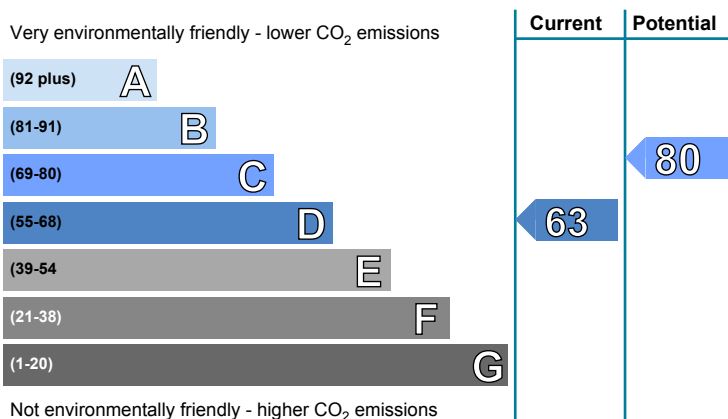 Current Potential
Very environmentally friendly - lower CO2 emissions
(92 plus) A
(81-91) B
(69-80) C
80
(55-68) D
63
(39-54 E
(21-38) F
(1-20) G
Not environmentally friendly - higher CO2 emissions